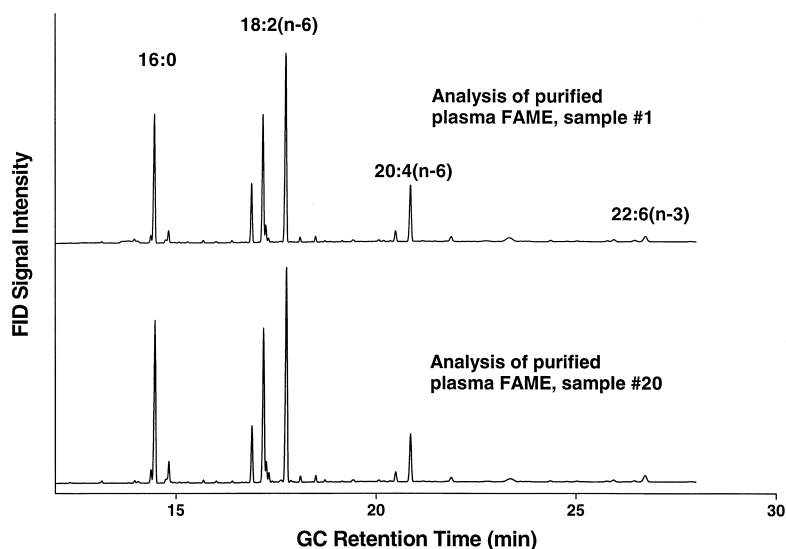 18:2(n-6)
16:0
Analysis of purified
plasma FAME, sample #1
20:4(n-6)
22:6(n-3)
FID Signal Intensity
Analysis of purified
plasma FAME, sample #20
15
20
25
30
GC Retention Time (min)